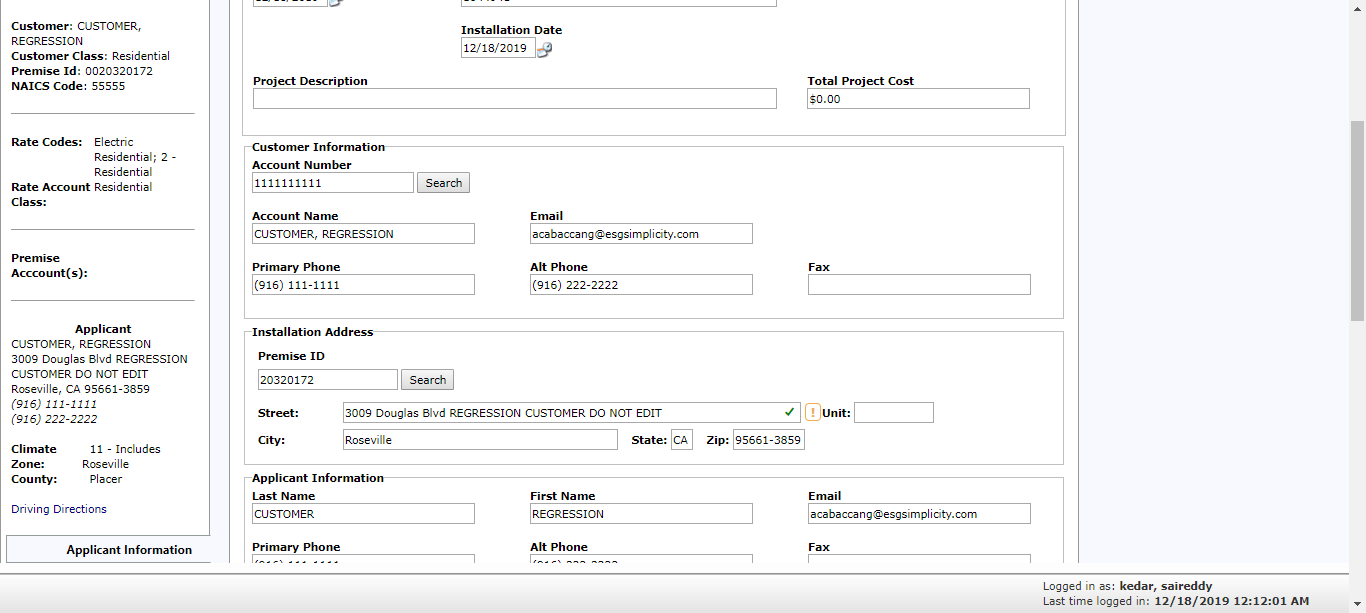 Customer: CUSTOMER,
REGRESSION
Customer Class: Residential
Premise Id: 0020320172
NAICS Code: 55555
Rate Codes: Electric
Residential; 2 -
Residential
Rate Account Residential
Class:
Premise
Acccount(s):
Applicant
CUSTOMER, REGRESSION
3009 Douglas Blvd REGRESSION
CUSTOMER DO NOT EDIT
Roseville, CA 95661-3859
(916) 111-1111
(916) 222-2222
Climate 11 - Includes
Zone: Roseville
County: Placer
Driving Directions
Applicant Information
Installation Date
12/18/2019
Project Description Total Project Cost
$0.00
Customer Information
Account Number
1111111111 Search
Account Name Email
CUSTOMER, REGRESSION acabaccang@esgsimplicity.com
Primary Phone Alt Phone Fax
(916) 111-1111 (916) 222-2222
Installation Address
Premise ID
20320172 Search
Street: 3009 Douglas Blvd REGRESSION CUSTOMER DO NOT EDIT ! Unit:
City: Roseville State: CA Zip: 95661-3859
Applicant Information
Last Name First Name Email
CUSTOMER REGRESSION acabaccang@esgsimplicity.com
Primary Phone Alt Phone Fax
(916) 111-1111 (916) 222-2222
Logged in as: kedar, saireddy
Last time logged in: 12/18/2019 12:12:01 AM